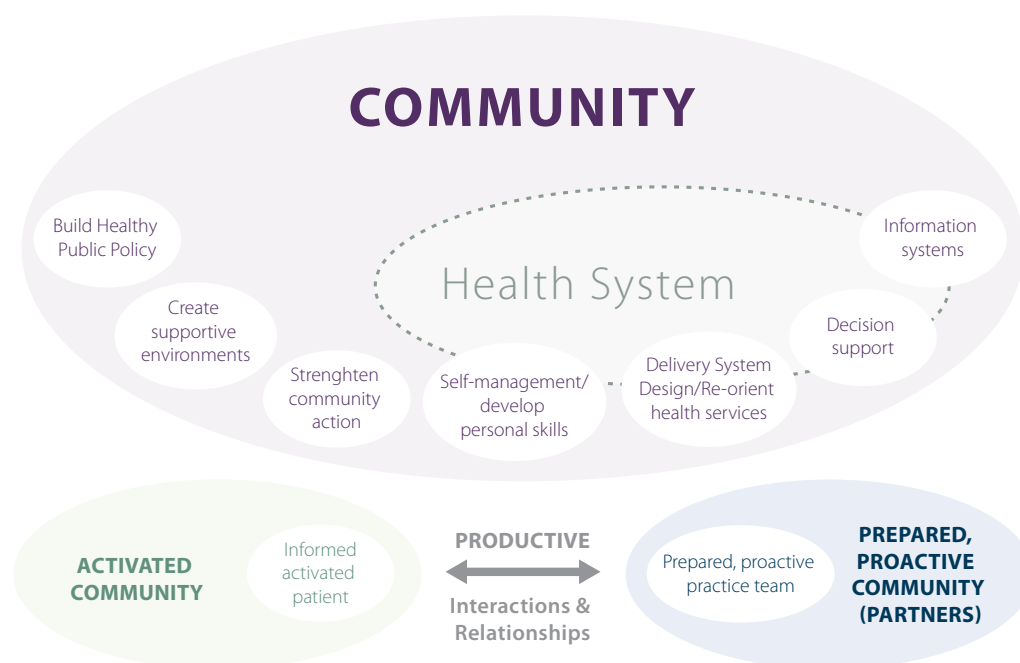 COMMUNITY
Build Healthy
Public Policy
Create
supportive
environments
Strenghten
community
action
Health System
Self-management/
develop
personal skills
Delivery System
Design/Re-orient
health services
Decision
support
Information
systems
ACTIVATED
COMMUNITY
Informed
activated
patient
PRODUCTIVE
Interactions &
Relationships
Prepared, proactive
practice team
PREPARED,
PROACTIVE
COMMUNITY
(PARTNERS)